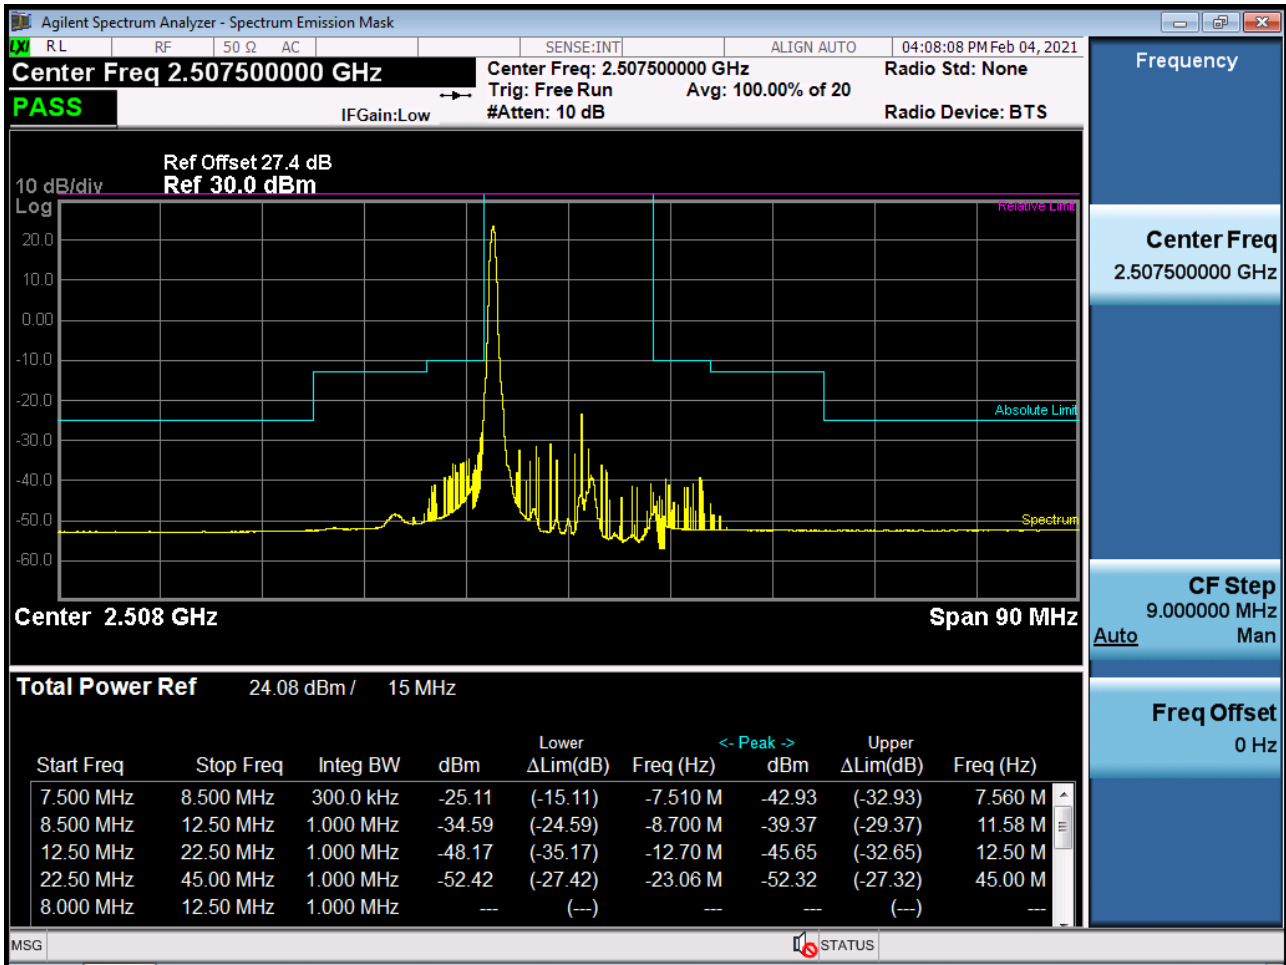 Agilent Spectrum Analyzer - Spectrum Emission Mask
LXI RL RF 50 Ω AC SENSE:INT ALIGN AUTO 04:08:08 PM Feb 04, 2021
Center Freq 2.507500000 GHz
Center Freq: 2.507500000 GHz Radio Std: None
Trig: Free Run Avg: 100.00% of 20
PASS
IFGain:Low #Atten: 10 dB Radio Device: BTS
Ref Offset 27.4 dB
10 dB/div Ref 30.0 dBm
Log
Relative Limit
20.0
10.0
0.00
-10.0
-20.0
Absolute Limit
-30.0
-40.0
-50.0
Spectrum
-60.0
Center 2.508 GHz Span 90 MHz
Total Power Ref 24.08 dBm / 15 MHz
Lower <- Peak -> Upper
Start Freq Stop Freq Integ BW dBm ΔLim(dB) Freq (Hz) dBm ΔLim(dB) Freq (Hz)
7.500 MHz 8.500 MHz 300.0 kHz -25.11 (-15.11) -7.510 M -42.93 (-32.93) 7.560 M
8.500 MHz 12.50 MHz 1.000 MHz -34.59 (-24.59) -8.700 M -39.37 (-29.37) 11.58 M
12.50 MHz 22.50 MHz 1.000 MHz -48.17 (-35.17) -12.70 M -45.65 (-32.65) 12.50 M
22.50 MHz 45.00 MHz 1.000 MHz -52.42 (-27.42) -23.06 M -52.32 (-27.32) 45.00 M
8.000 MHz 12.50 MHz 1.000 MHz --- (---) --- --- (---) ---
MSG STATUS
Frequency
Center Freq
2.507500000 GHz
CF Step
9.000000 MHz
Auto Man
Freq Offset
0 Hz